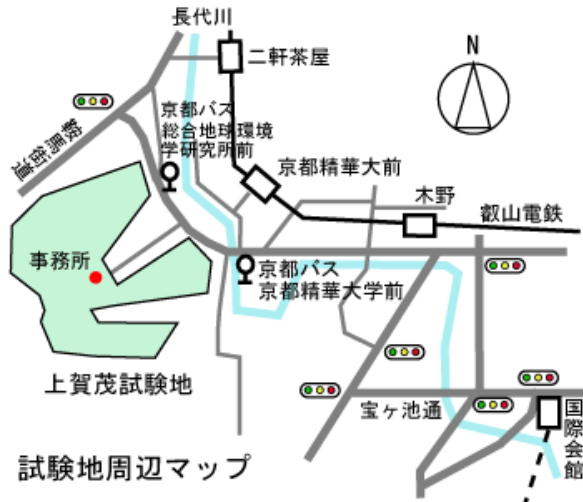 長代川
二軒茶屋
N
鞍馬街道
京都バス
総合地球環境
学研究所前
京都精華大前
木野
叡山電鉄
事務所
京都バス
京都精華大学前
上賀茂試験地
宝ヶ池通
国際会館
試験地周辺マップ